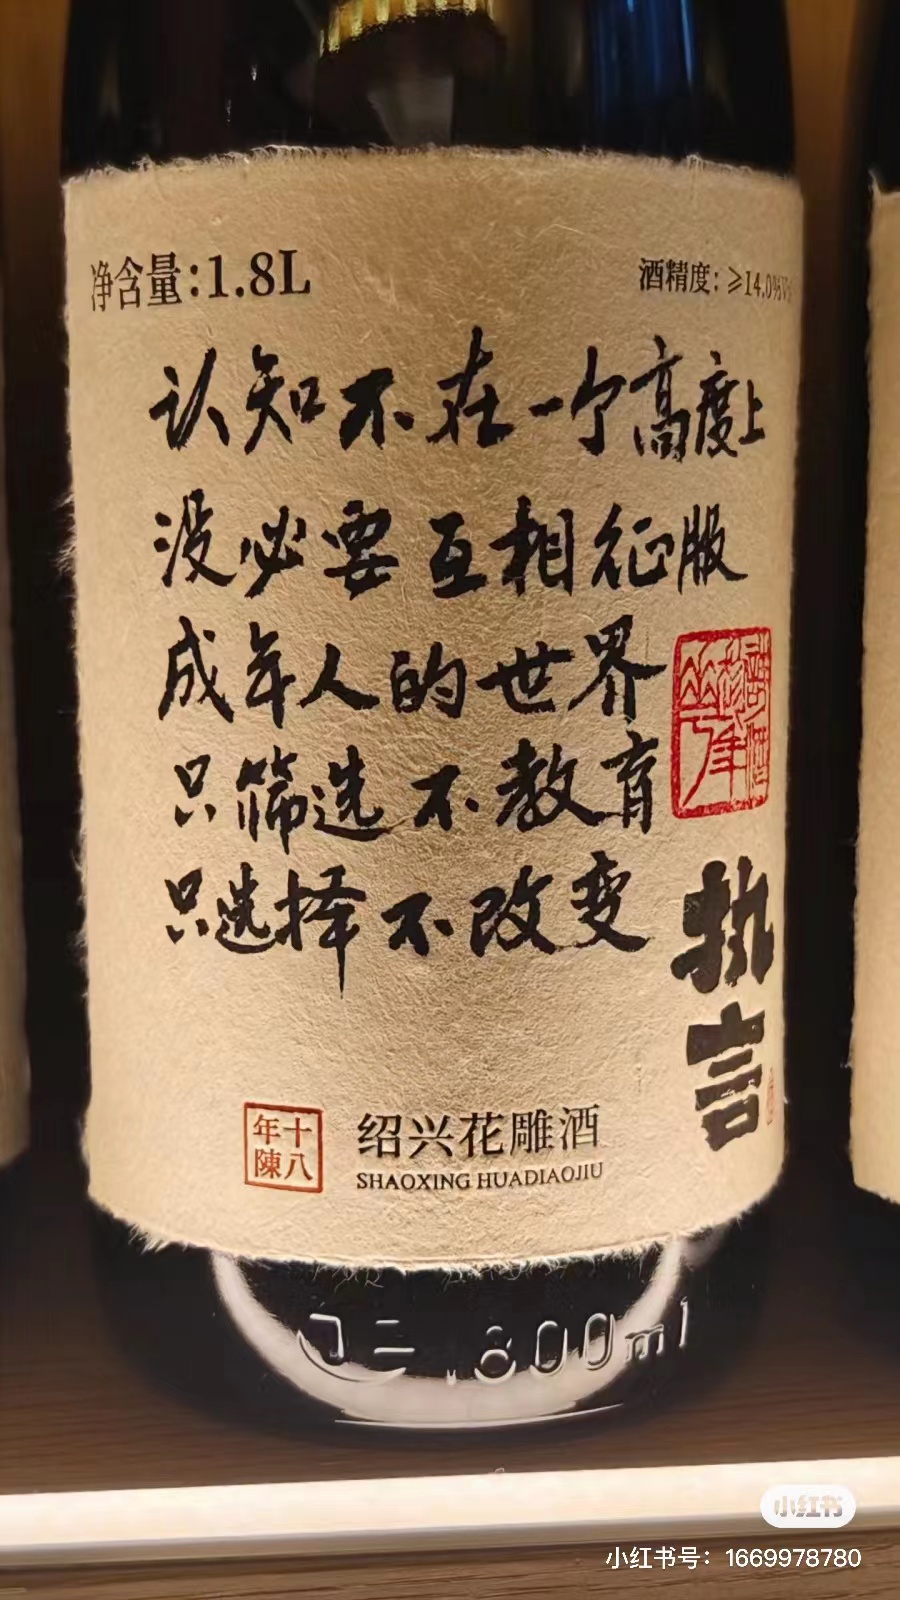 净含量:1.8L
酒精度: ≥14.0%V
认知不在一个高度上
没必要互相征服
成年人的世界
只筛选不教育
只选择不改变
执言
十八
年陳
绍兴花雕酒
SHAOXING HUADIAOJIU
.800ml
小红书
小红书号: 1669978780